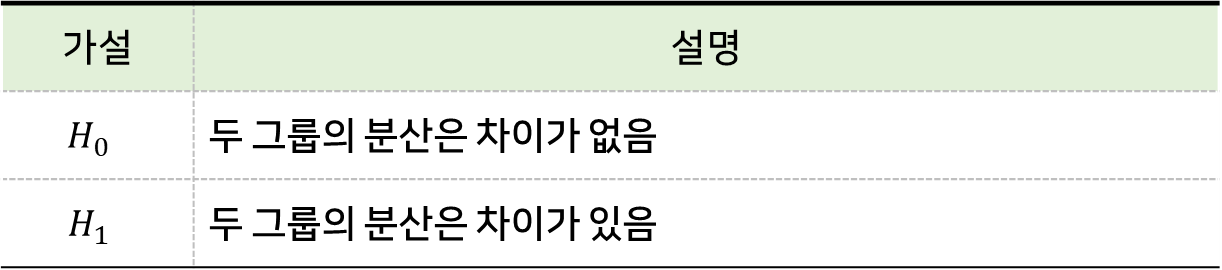 가설 설명
H₀ 두 그룹의 분산은 차이가 없음
H₁ 두 그룹의 분산은 차이가 있음